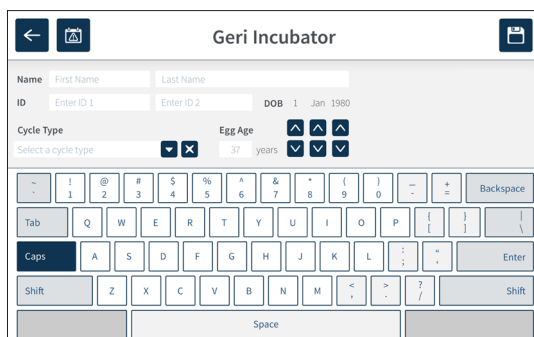 Geri Incubator
Name First Name Last Name
ID Enter ID 1 Enter ID 2 DOB 1 Jan 1980
Cycle Type Egg Age
Select a cycle type 37 years
~ ! @ # $ % ^ & * ( ) _ +
` 1 2 3 4 5 6 7 8 9 0 - = Backspace
Tab Q W E R T Y U I O P { } |
[ ] \
Caps A S D F G H J K L : “ Enter
; ‘
Shift Z X C V B N M < > ? Shift
, . /
Space